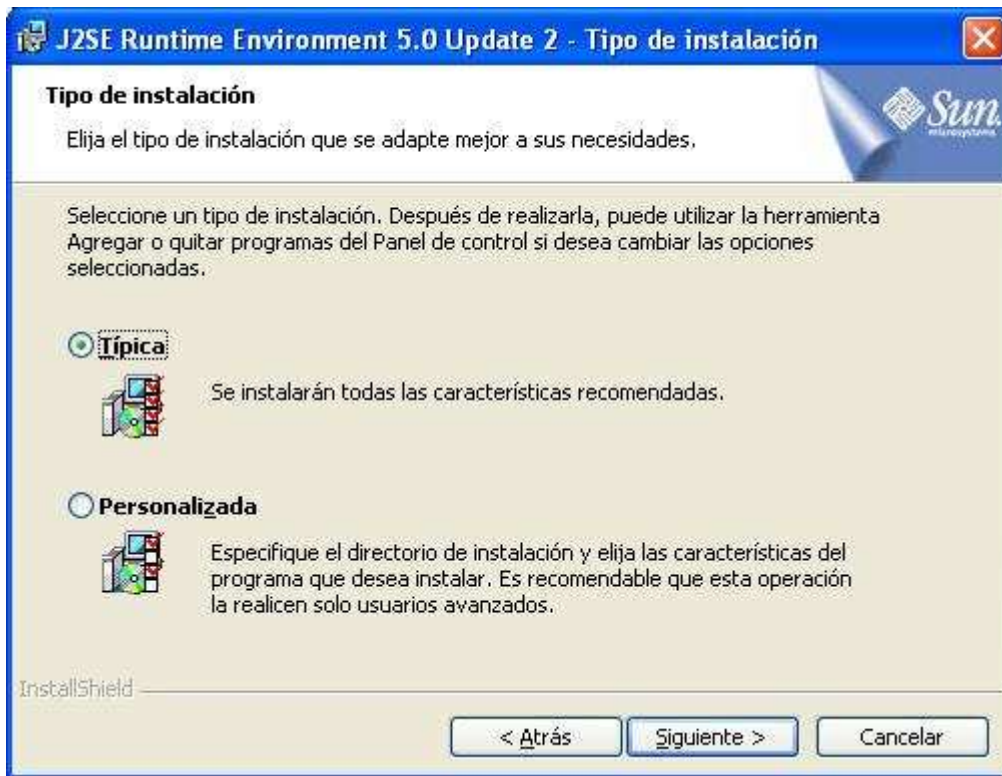 J2SE Runtime Environment 5.0 Update 2 - Tipo de instalación
Tipo de instalación
Elija el tipo de instalación que se adapte mejor a sus necesidades.
Sun
microsystems
Seleccione un tipo de instalación. Después de realizarla, puede utilizar la herramienta
Agregar o quitar programas del Panel de control si desea cambiar las opciones
seleccionadas.
Típica
Se instalarán todas las características recomendadas.
Personalizada
Especifique el directorio de instalación y elija las características del
programa que desea instalar. Es recomendable que esta operación
la realicen solo usuarios avanzados.
InstallShield
< Atrás
Siguiente >
Cancelar